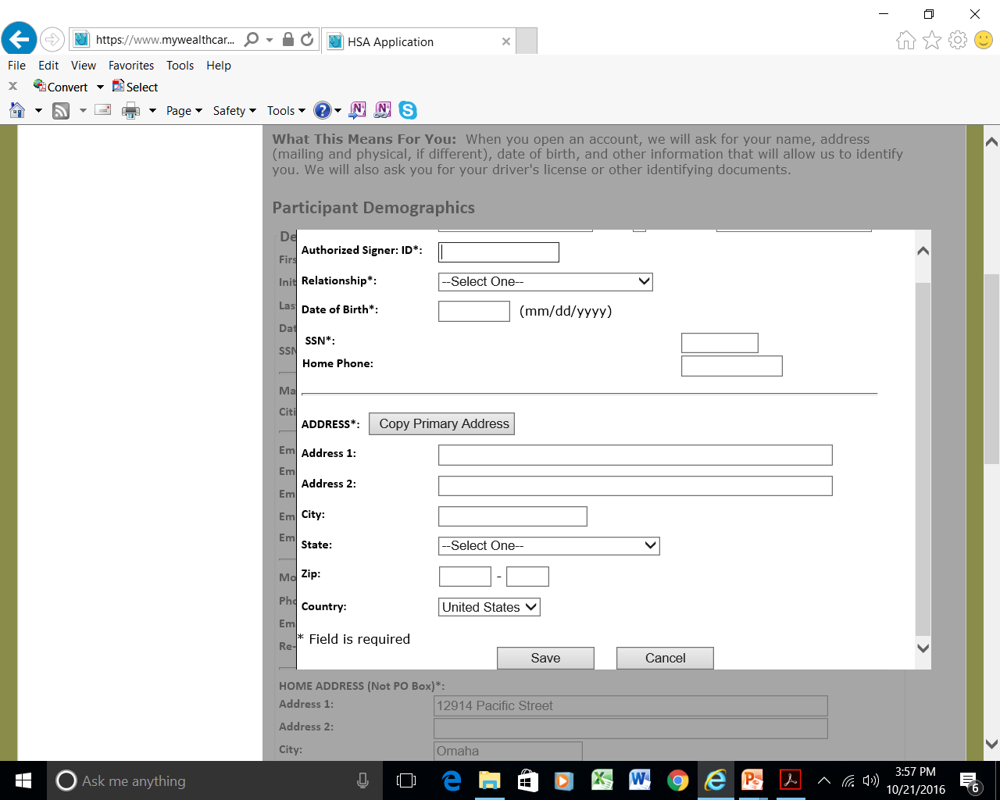 https://www.mywealthcar...
HSA Application
File Edit View Favorites Tools Help
Convert Select
Page Safety Tools
What This Means For You: When you open an account, we will ask for your name, address
(mailing and physical, if different), date of birth, and other information that will allow us to identify
you. We will also ask you for your driver's license or other identifying documents.
Participant Demographics
De
Firs
Init
Las
Dat
SSN
Ma
Citi
Em
Em
Em
Em
Em
Mo
Pho
Em
Re-
Authorized Signer: ID*:
Relationship*: --Select One--
Date of Birth*: (mm/dd/yyyy)
SSN*:
Home Phone:
ADDRESS*: Copy Primary Address
Address 1:
Address 2:
City:
State: --Select One--
Zip: -
Country: United States
* Field is required
Save Cancel
HOME ADDRESS (Not PO Box)*:
Address 1: 12914 Pacific Street
Address 2:
City: Omaha
Ask me anything
3:57 PM
10/21/2016
6